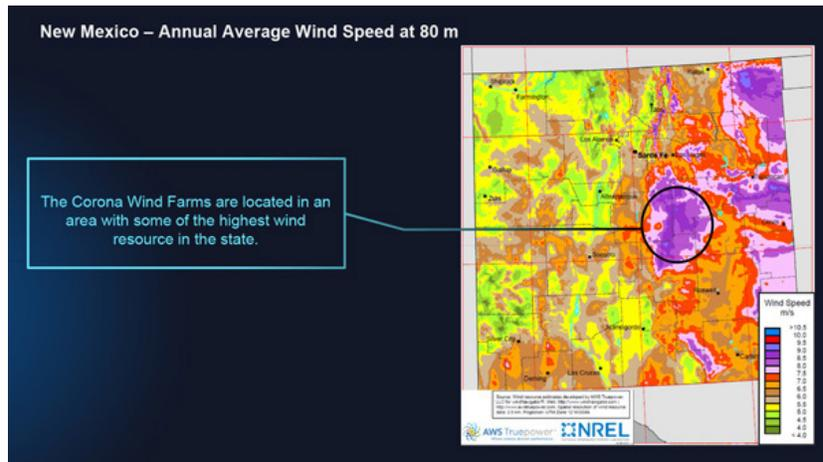 New Mexico – Annual Average Wind Speed at 80 m
The Corona Wind Farms are located in an
area with some of the highest wind
resource in the state.
Shiprock
Farmington
Raton
Taos
Los Alamos
Santa Fe
Gallup
Zuni
Albuquerque
Socorro
Roswell
Alamogordo
Silver City
Deming
Las Cruces
Wind Speed
m/s
>10.5
10.0
9.5
9.0
8.5
8.0
7.5
7.0
6.5
6.0
5.5
5.0
4.5
4.0
< 4.0
AWS Truepower
NREL